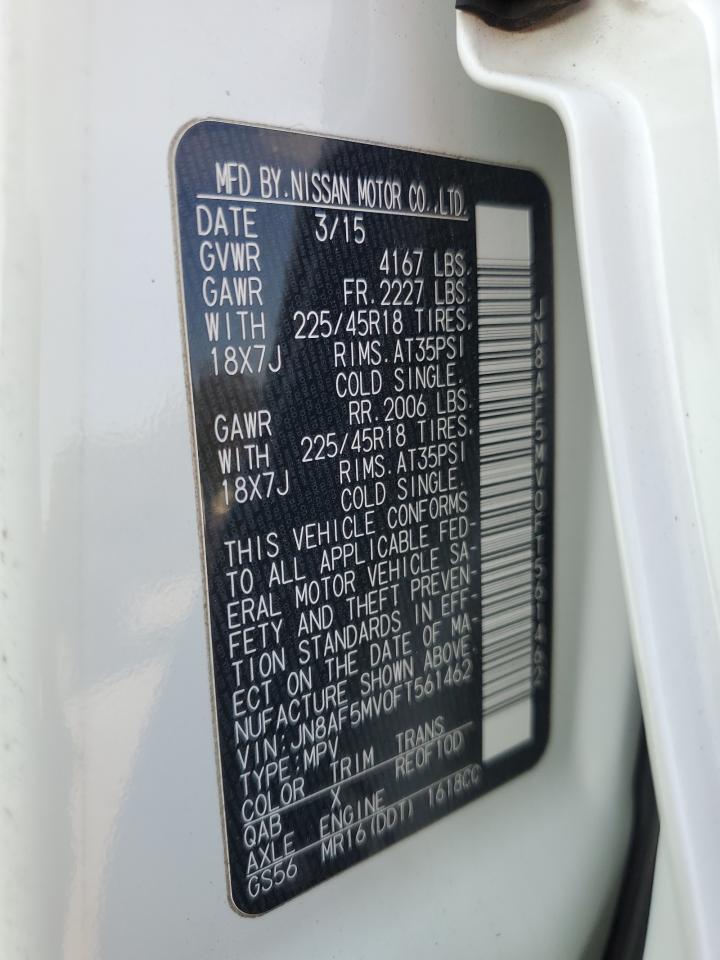 MFD BY. NISSAN MOTOR CO.,LTD.
DATE 3/15
GVWR 4167 LBS.
GAWR FR. 2227 LBS.
WITH 225/45R18 TIRES.
18X7J RIMS. AT35PSI
COLD SINGLE.
GAWR RR. 2006 LBS.
WITH 225/45R18 TIRES.
18X7J RIMS. AT35PSI
COLD SINGLE.
THIS VEHICLE CONFORMS
TO ALL APPLICABLE FED-
ERAL MOTOR VEHICLE SA-
FETY AND THEFT PREVEN-
TION STANDARDS IN EFF-
ECT ON THE DATE OF MA-
NUFACTURE SHOWN ABOVE.
VIN:JN8AF5MV0FT561462
TYPE:MPV
COLOR TRIM TRANS
QAB X RE0F10D
AXLE ENGINE
GS56 MR16(DDT) 1618CC
JN8AF5MV0FT561462